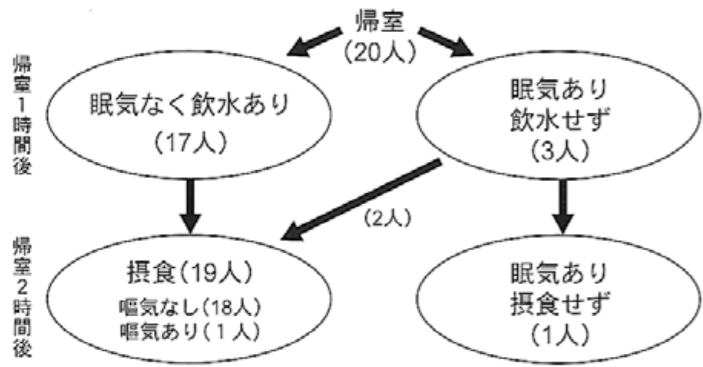 帰室
(20人)
帰室1時間後
眠気なく飲水あり
(17人)
眠気あり
飲水せず
(3人)
(2人)
帰室2時間後
摂食(19人)
嘔気なし(18人)
嘔気あり(1人)
眠気あり
摂食せず
(1人)